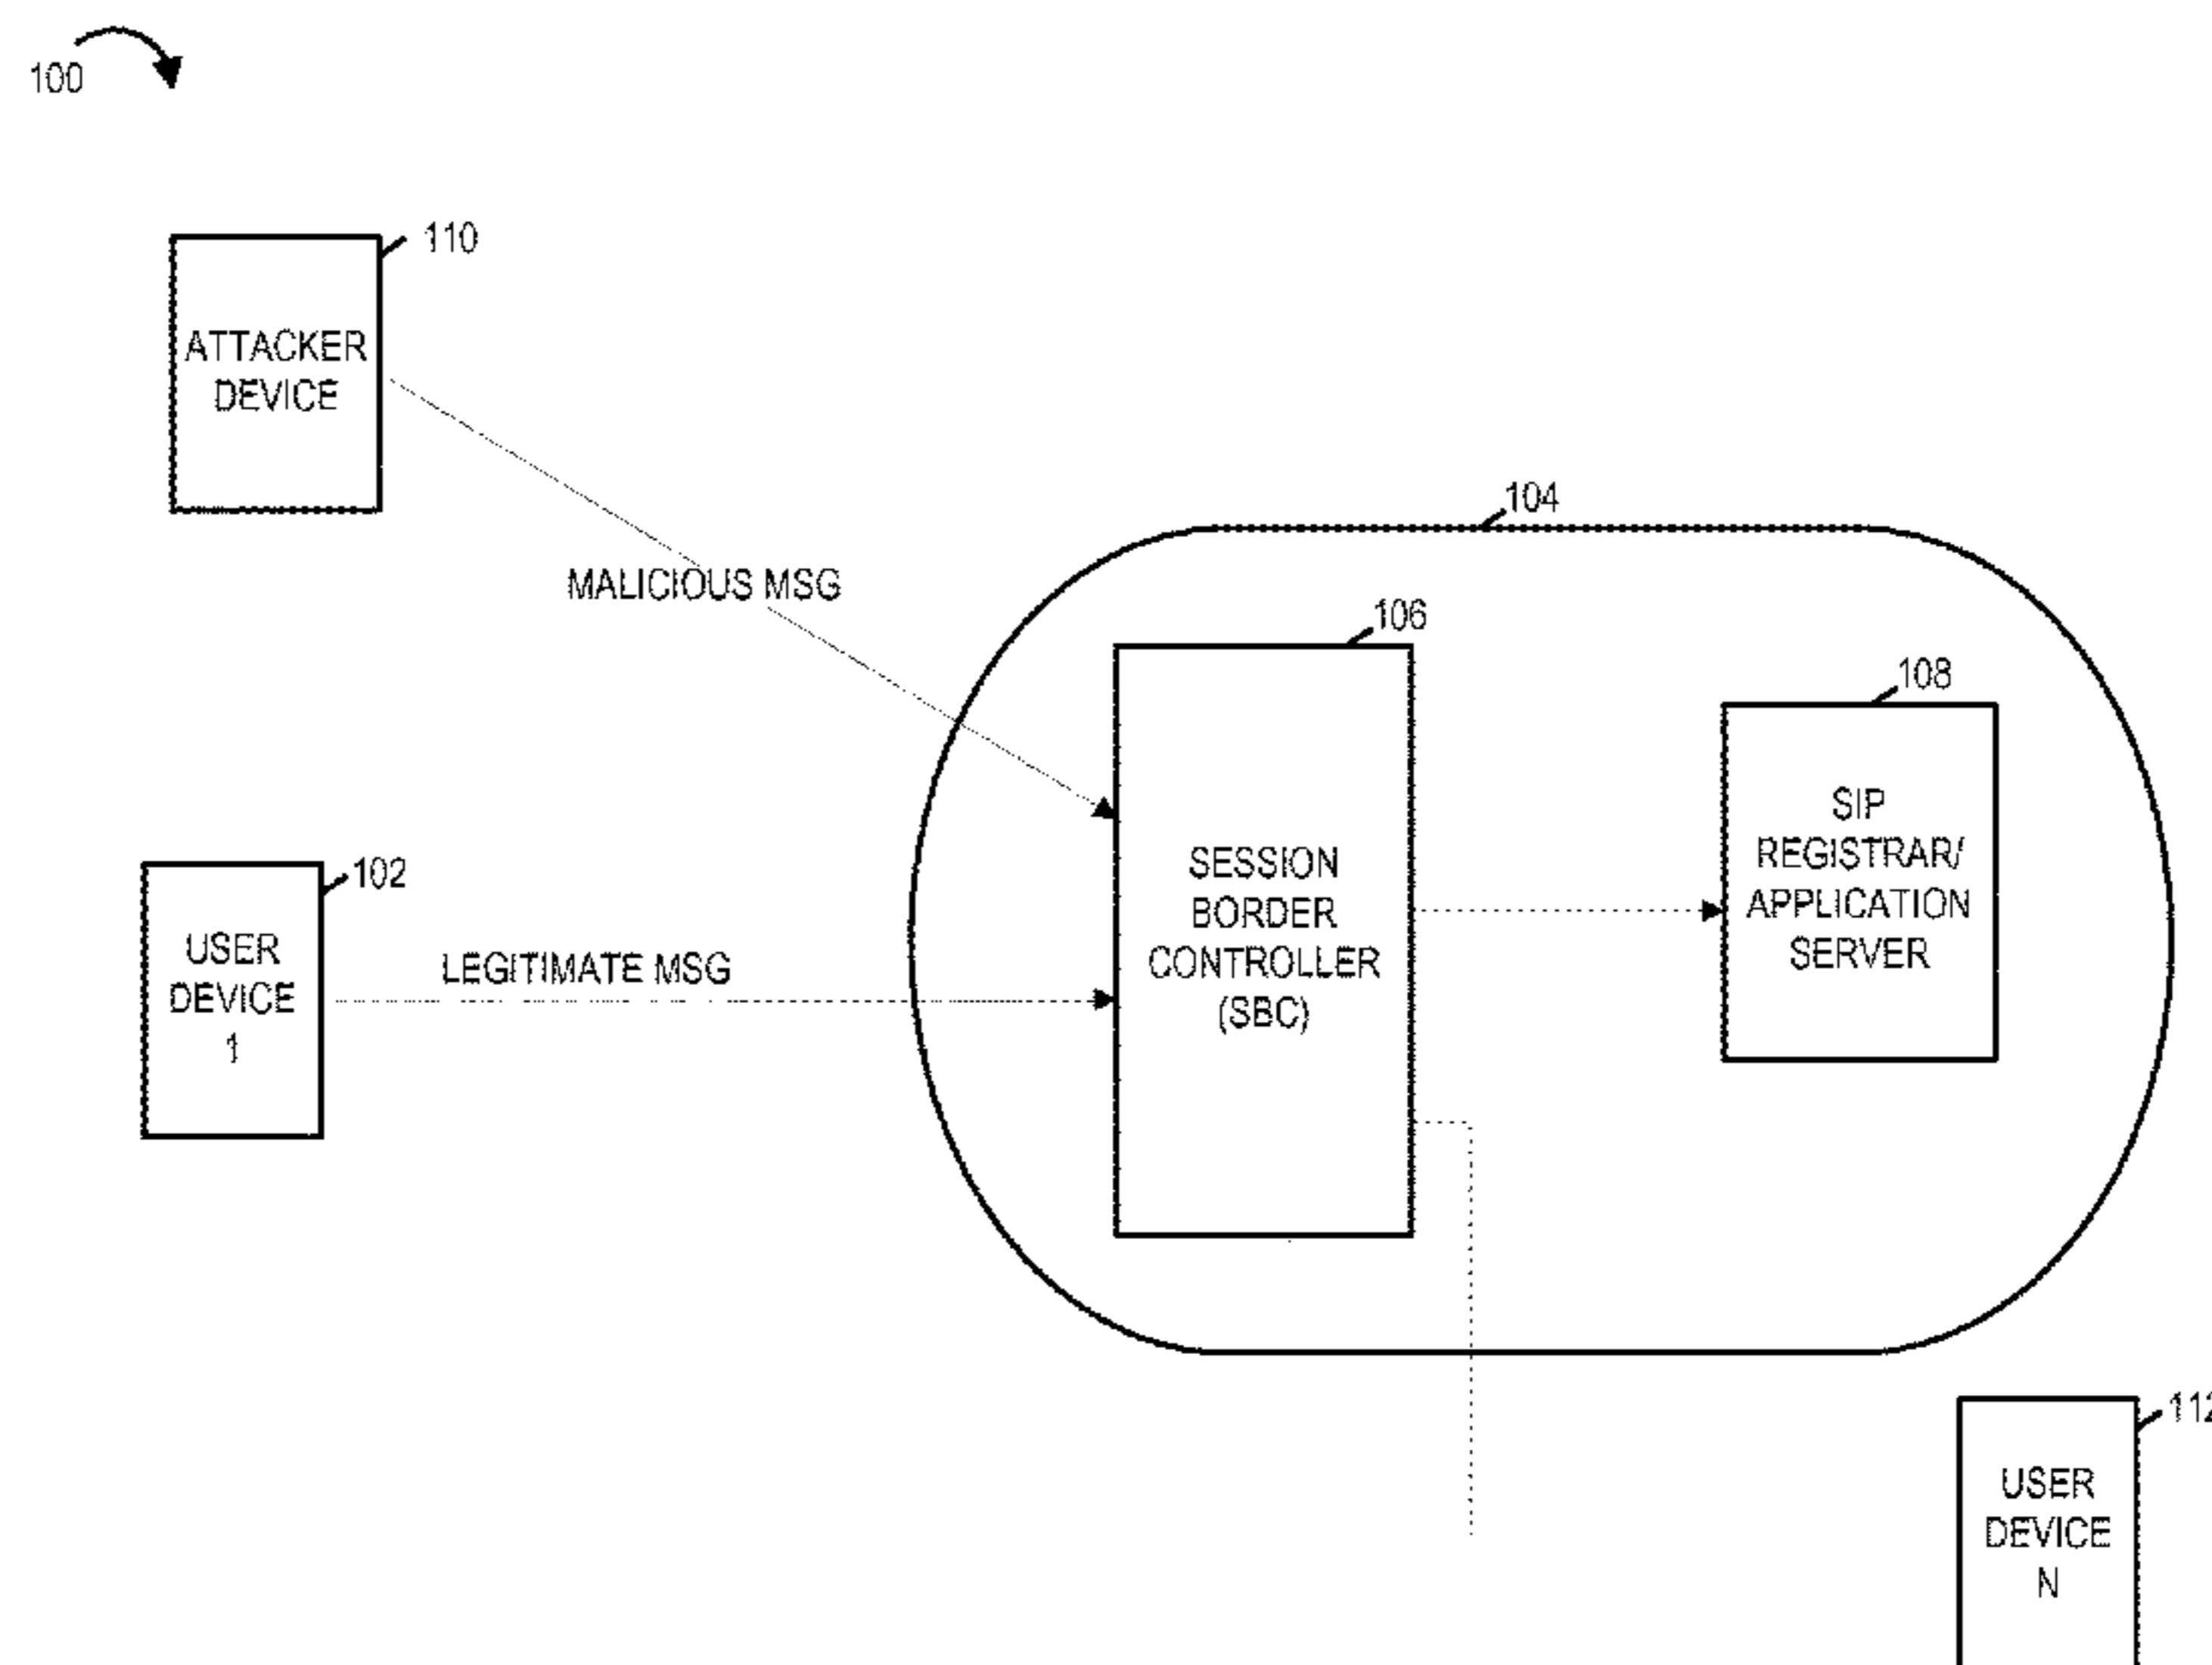 100
110
ATTACKER
DEVICE
MALICIOUS MSG
104
106
108
SESSION
BORDER
CONTROLLER
(SBC)
SIP
REGISTRAR/
APPLICATION
SERVER
102
USER
DEVICE
1
LEGITIMATE MSG
112
USER
DEVICE
N